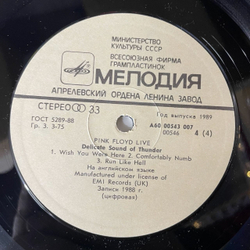 МИНИСТЕРСТВО
КУЛЬТУРЫ СССР
ВСЕСОЮЗНАЯ ФИРМА
ГРАМПЛАСТИНОК
МЕЛОДИЯ
АПРЕЛЕВСКИЙ ОРДЕНА ЛЕНИНА ЗАВОД
СТЕРЕО 33
Год выпуска 1989
ГОСТ 5289-88
Гр. 3. 3-75
А60 00543 007
00546 4 (4)
PINK FLOYD LIVE
Delicate Sound of Thunder
1. Wish You Were Here 2. Comfortably Numb
3. Run Like Hell
На английском языке
Manufactured under license of
EMI Records (UK)
Запись 1988 г.
(цифровая)